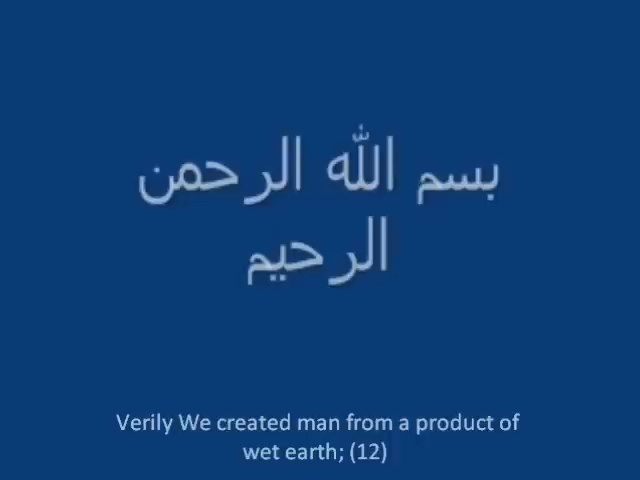 بسم الله الرحمن
الرحيم
Verily We created man from a product of
wet earth; (12)